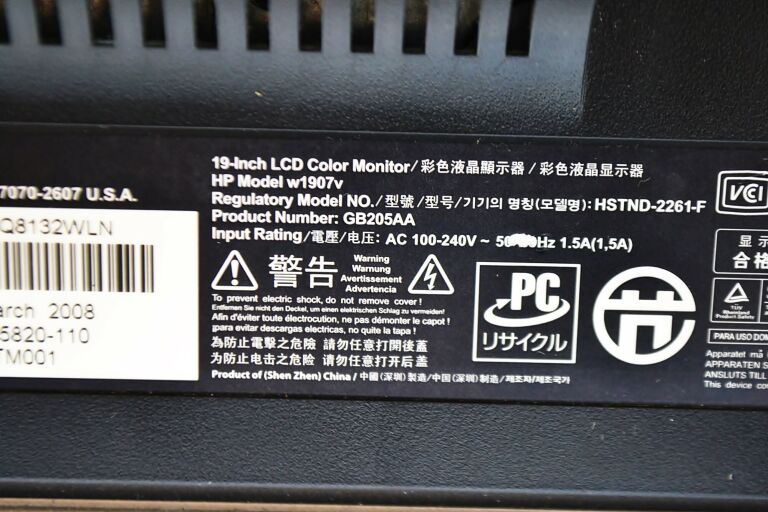 7070-2607 U.S.A.
Q8132WLN
arch 2008
5820-110
TM001
19-Inch LCD Color Monitor/彩色液晶顯示器/彩色液晶显示器
HP Model w1907v
Regulatory Model NO./型號/型号/기기의 명칭(모델명): HSTND-2261-F
Product Number: GB205AA
Input Rating/電壓/电压: AC 100-240V ~ 50/60Hz 1.5A(1,5A)
警告
Warning
Warnung
Avertissement
Advertencia
To prevent electric shock, do not remove cover !
Entfernen Sie nicht den Deckel, um einen elektrischen Schlag zu vermeiden!
Afin d'éviter toute électrocution, ne pas démonter le capot !
para evitar descargas electricas, no quite la tapa !
為防止電擊之危險 請勿任意打開後蓋
为防止电击之危险 请勿任意打开后盖
Product of (Shen Zhen) China / 中國 (深圳) 製造 / 中国 (深圳) 制造 / 제조자/제조국가
PC
リサイクル
VCCI
显示
合格
TÜV
Rheinland
Product Safety
PARA USO DOM
Apparatet må
APPARATEN S
ANSLUTS TILL
This device co